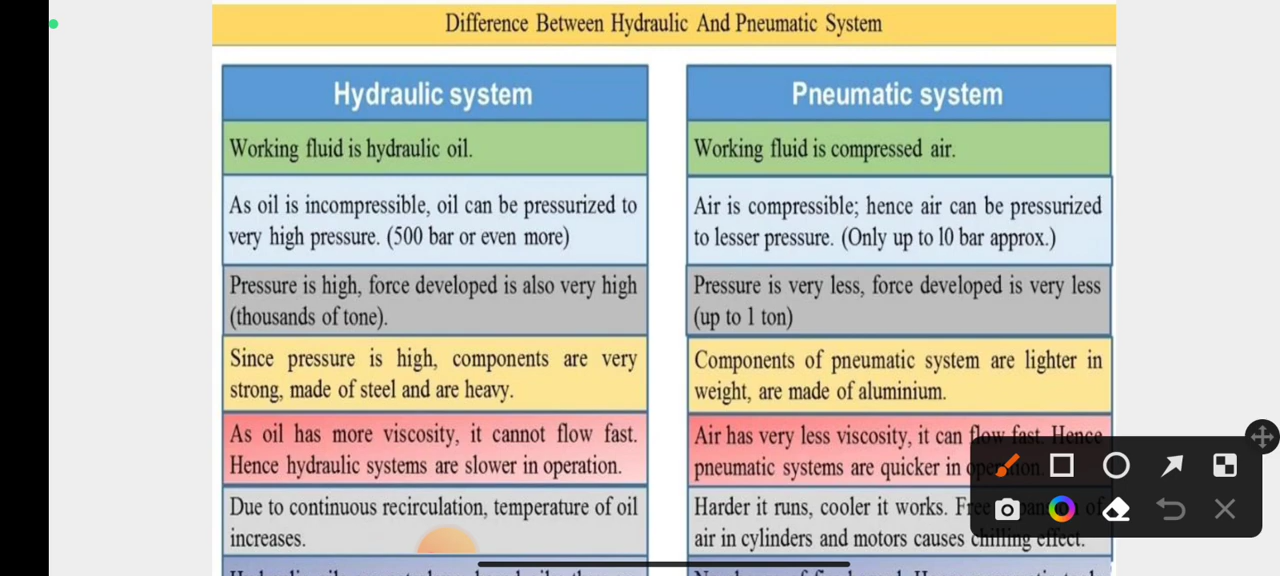 Difference Between Hydraulic And Pneumatic System
Hydraulic system
Working fluid is hydraulic oil.
As oil is incompressible, oil can be pressurized to
very high pressure. (500 bar or even more)
Pressure is high, force developed is also very high
(thousands of tone).
Since pressure is high, components are very
strong, made of steel and are heavy.
As oil has more viscosity, it cannot flow fast.
Hence hydraulic systems are slower in operation.
Due to continuous recirculation, temperature of oil
increases.
Pneumatic system
Working fluid is compressed air.
Air is compressible; hence air can be pressurized
to lesser pressure. (Only up to 10 bar approx.)
Pressure is very less, force developed is very less
(up to 1 ton)
Components of pneumatic system are lighter in
weight, are made of aluminium.
Air has very less viscosity, it can flow fast. Hence
pneumatic systems are quicker in operation.
Harder it runs, cooler it works. Free expansion of
air in cylinders and motors causes chilling effect.